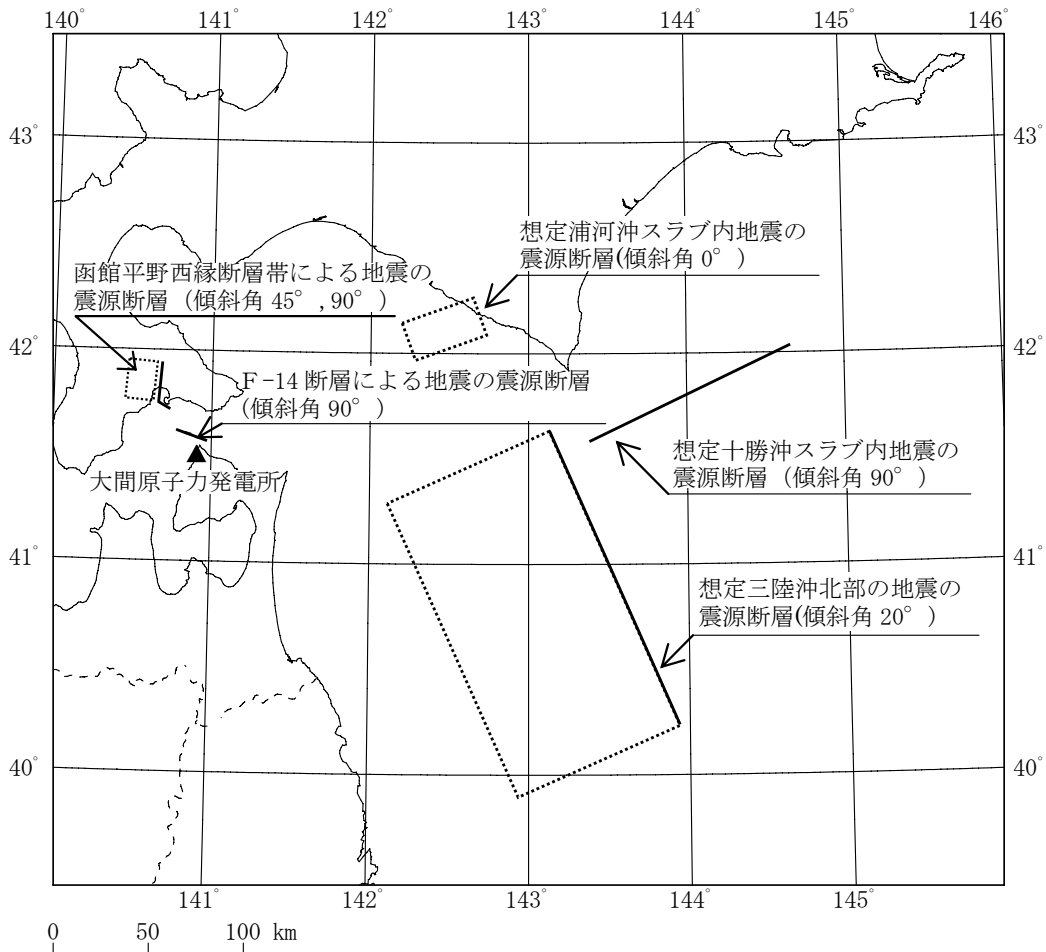 140° 141° 142° 143° 144° 145° 146°
43° 43°
想定浦河沖スラブ内地震の
震源断層(傾斜角 0° )
函館平野西縁断層帯による地震の
震源断層（傾斜角 45° , 90° ）
42° 42°
Ｆ-14 断層による地震の震源断層
(傾斜角 90° )
想定十勝沖スラブ内地震の
震源断層（傾斜角 90° ）
大間原子力発電所
41° 41°
想定三陸沖北部の地震の
震源断層(傾斜角 20° ）
40° 40°
141° 142° 143° 144° 145°
0 50 100 km